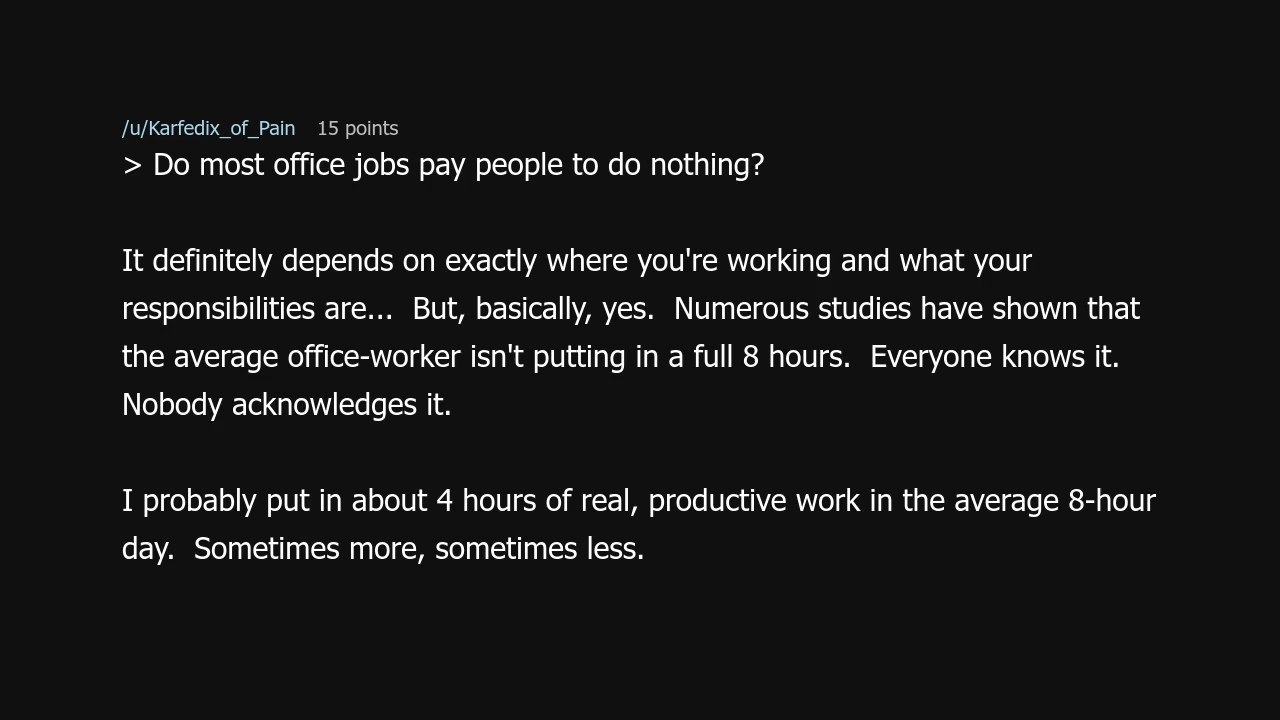 /u/Karfedix_of_Pain 15 points
> Do most office jobs pay people to do nothing?
It definitely depends on exactly where you're working and what your
responsibilities are... But, basically, yes. Numerous studies have shown that
the average office-worker isn't putting in a full 8 hours. Everyone knows it.
Nobody acknowledges it.
I probably put in about 4 hours of real, productive work in the average 8-hour
day. Sometimes more, sometimes less.